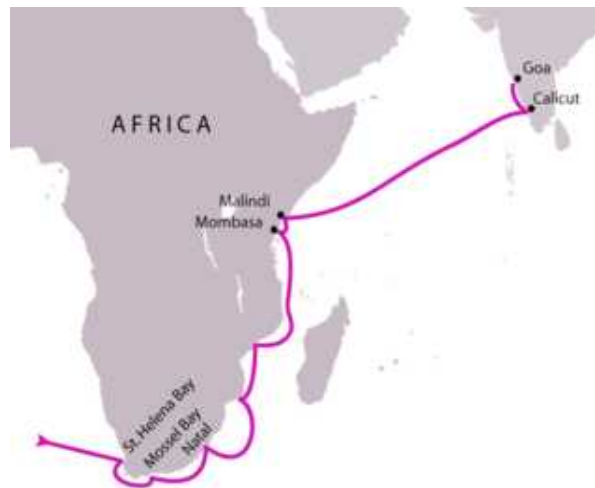 Goa
Calicut
AFRICA
Malindi
Mombasa
St. Helena Bay
Mossel Bay
Natal